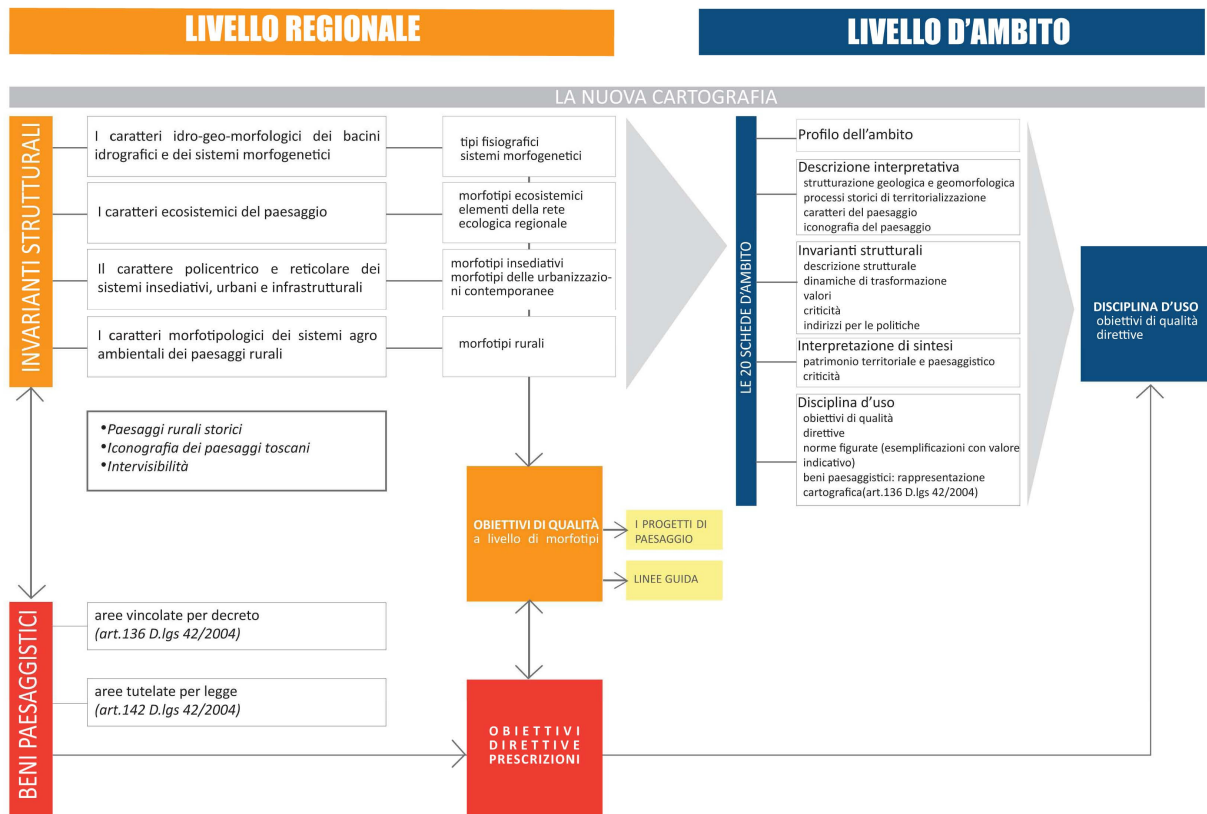 LIVELLO REGIONALE
LIVELLO D'AMBITO
LA NUOVA CARTOGRAFIA
INVARIANTI STRUTTURALI
I caratteri idro-geo-morfologici dei bacini
idrografici e dei sistemi morfogenetici
tipi fisiografici
sistemi morfogenetici
I caratteri ecosistemici del paesaggio
morfotipi ecosistemici
elementi della rete
ecologica regionale
Il carattere policentrico e reticolare dei
sistemi insediativi, urbani e infrastrutturali
morfotipi insediativi
morfotipi delle urbanizzazio-
ni contemporanee
I caratteri morfotipologici dei sistemi agro
ambientali dei paesaggi rurali
morfotipi rurali
•Paesaggi rurali storici
•Iconografia dei paesaggi toscani
•Intervisibilità
OBIETTIVI DI QUALITÀ
a livello di morfotipi
I PROGETTI DI
PAESAGGIO
LINEE GUIDA
BENI PAESAGGISTICI
aree vincolate per decreto
(art.136 D.lgs 42/2004)
aree tutelate per legge
(art.142 D.lgs 42/2004)
OBIETTIVI
DIRETTIVE
PRESCRIZIONI
LE 20 SCHEDE D'AMBITO
Profilo dell'ambito
Descrizione interpretativa
strutturazione geologica e geomorfologica
processi storici di territorializzazione
caratteri del paesaggio
iconografia del paesaggio
Invarianti strutturali
descrizione strutturale
dinamiche di trasformazione
valori
criticità
indirizzi per le politiche
Interpretazione di sintesi
patrimonio territoriale e paesaggistico
criticità
Disciplina d'uso
obiettivi di qualità
direttive
norme figurate (esemplificazioni con valore
indicativo)
beni paesaggistici: rappresentazione
cartografica(art.136 D.lgs 42/2004)
DISCIPLINA D'USO
obiettivi di qualità
direttive